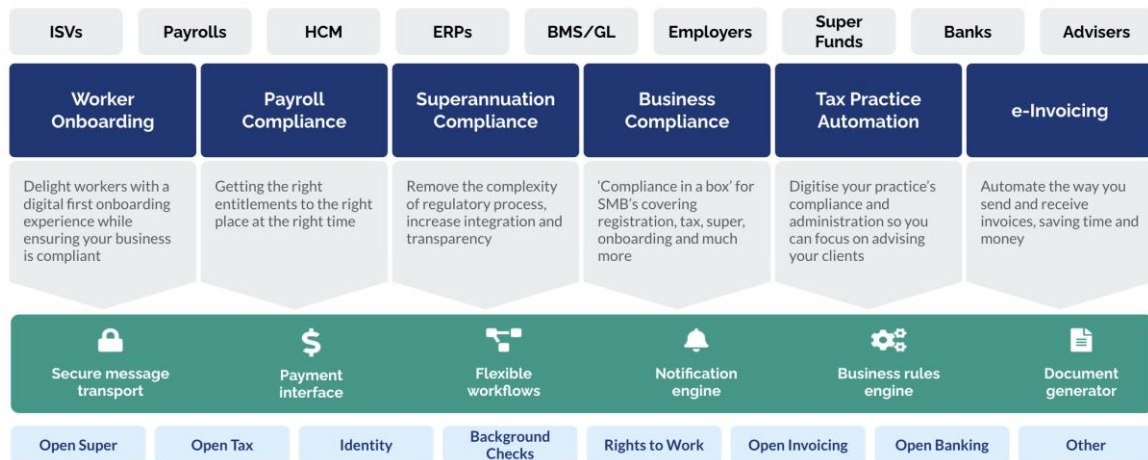 ISVs
Payrolls
HCM
ERPs
BMS/GL
Employers
Super
Funds
Banks
Advisers
Worker
Onboarding
Payroll
Compliance
Superannuation
Compliance
Business
Compliance
Tax Practice
Automation
e-Invoicing
Delight workers with a
digital first onboarding
experience while
ensuring your business
is compliant
Getting the right
entitlements to the right
place at the right time
Remove the complexity
of regulatory process,
increase integration and
transparency
‘Compliance in a box’ for
SMB’s covering
registration, tax, super,
onboarding and much
more
Digitise your practice’s
compliance and
administration so you
can focus on advising
your clients
Automate the way you
send and receive
invoices, saving time and
money
Secure message
transport
Payment
interface
Flexible
workflows
Notification
engine
Business rules
engine
Document
generator
Open Super
Open Tax
Identity
Background
Checks
Rights to Work
Open Invoicing
Open Banking
Other